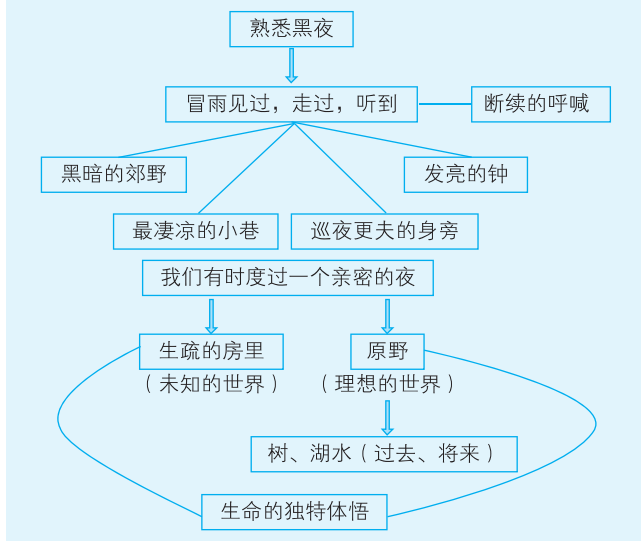 熟悉黑夜
冒雨见过，走过，听到
断续的呼喊
黑暗的郊野
发亮的钟
最凄凉的小巷
巡夜更夫的身旁
我们有时度过一个亲密的夜
生疏的房里
原野
（未知的世界）
（理想的世界）
树、湖水（过去、将来）
生命的独特体悟